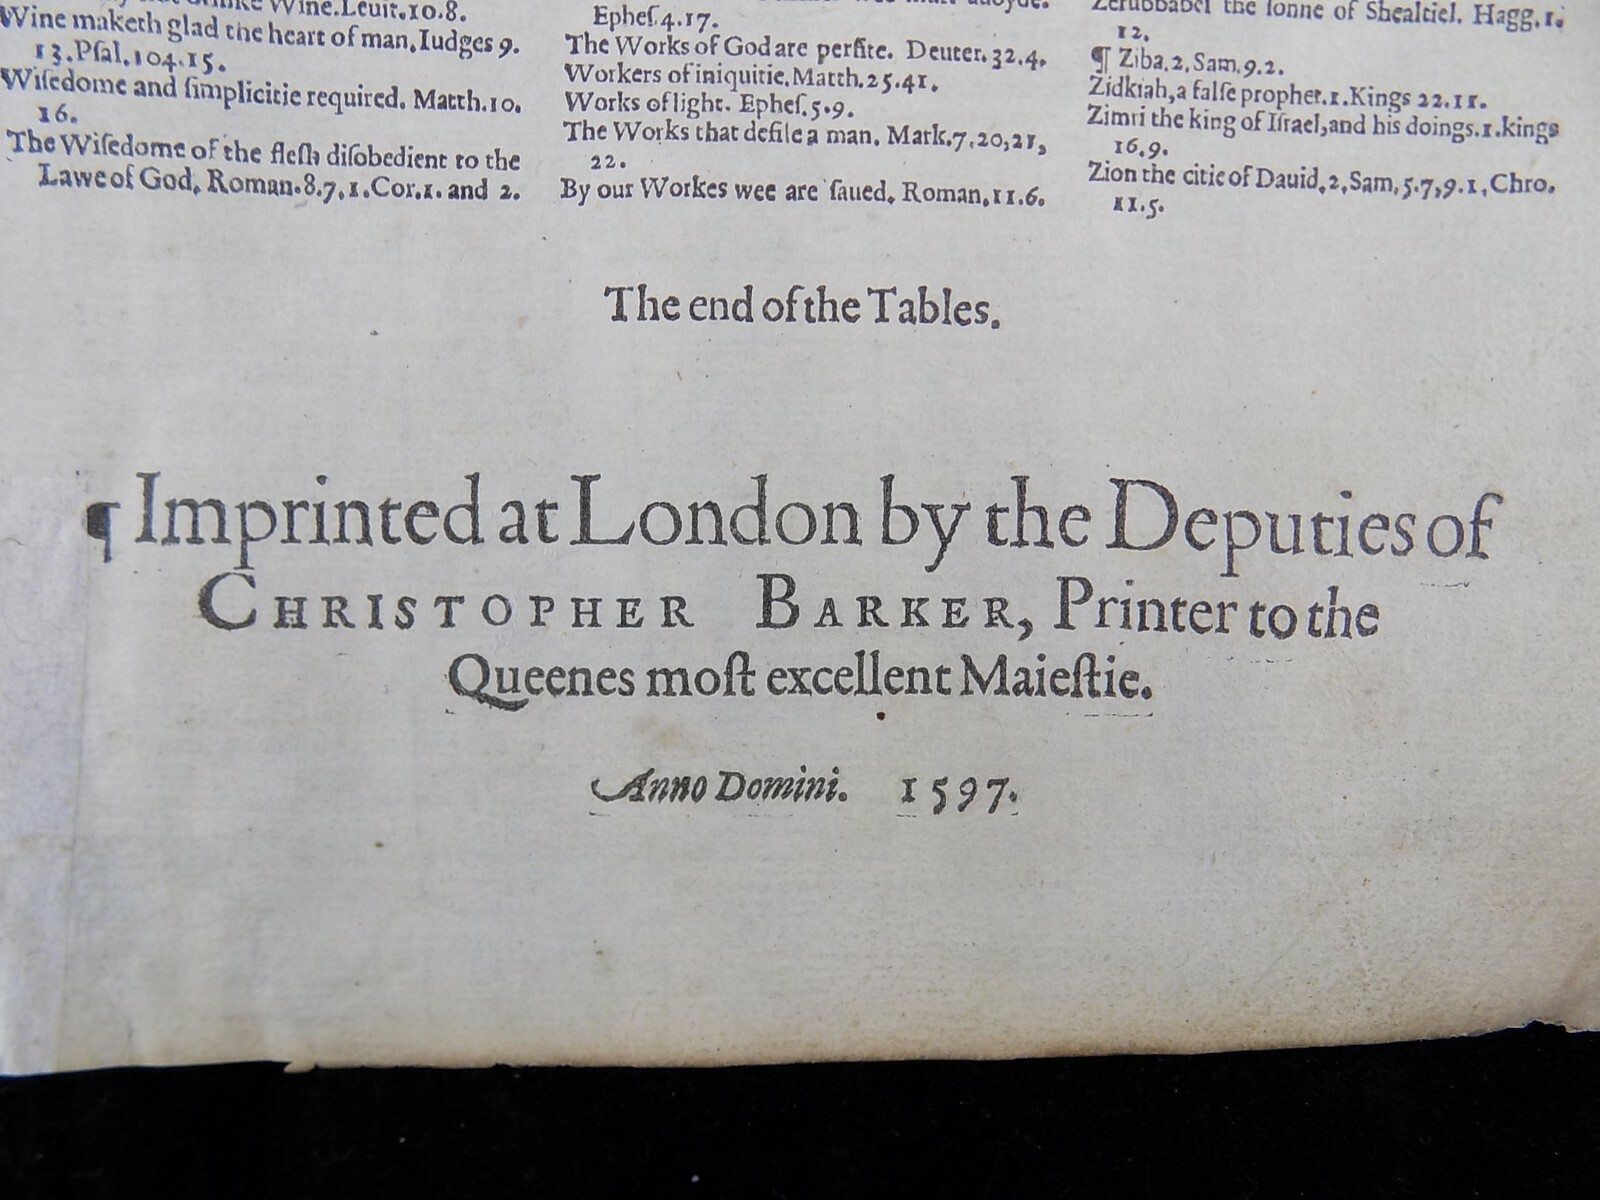 Wine. Leuit. 10. 8.
Wine maketh glad the heart of man. Iudges 9.
13. Pſal. 104. 15.
Wiſedome and ſimplicitie required. Matth. 10.
16.
The Wiſedome of the fleſh diſobedient to the
Lawe of God. Roman. 8. 7. 1. Cor. 1. and 2.
Epheſ. 4. 17.
The Works of God are perfite. Deuter. 32. 4.
Workers of iniquitie. Matth. 25. 41.
Works of light. Epheſ. 5. 9.
The Works that defile a man. Mark. 7, 20, 21,
22.
By our Workes wee are ſaued. Roman. 11. 6.
Zerubbabel the ſonne of Shealtiel. Hagg. 1.
12.
¶ Ziba. 2. Sam. 9. 2.
Zidkiah, a falſe prophet. 1. Kings 22. 11.
Zimri the king of Iſrael, and his doings. 1. kings
16. 9.
Zion the citie of Dauid, 2, Sam, 5. 7, 9. 1, Chro.
11. 5.
The end of the Tables.
¶ Imprinted at London by the Deputies of
CHRISTOPHER BARKER, Printer to the
Queenes moſt excellent Maieſtie.
Anno Domini. 1597.